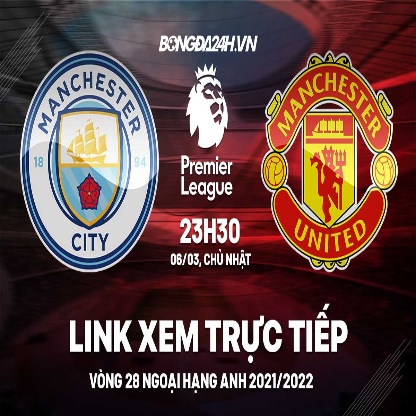 BONGDA24H.VN
MANCHESTER
18 94
CITY
Premier
League
MANCHESTER
UNITED
23H30
06/03, CHỦ NHẬT
LINK XEM TRỰC TIẾP
VÒNG 28 NGOẠI HẠNG ANH 2021/2022